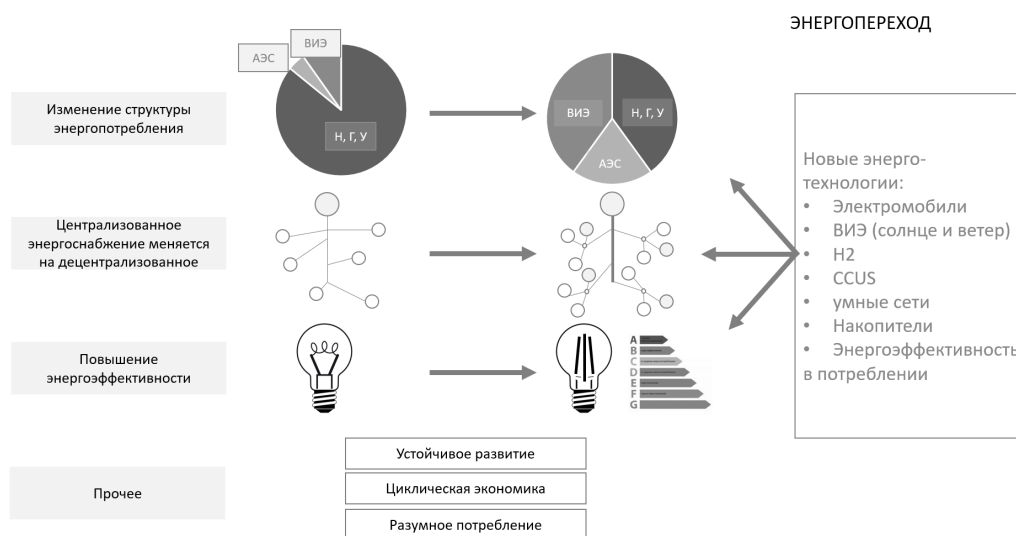 ЭНЕРГОПЕРЕХОД
ВИЭ
АЭС
Н, Г, У
Изменение структуры
энергопотребления
ВИЭ
Н, Г, У
АЭС
Централизованное
энергоснабжение меняется
на децентрализованное
Повышение
энергоэффективности
A
B
C
D
E
F
G
Новые энерго-
технологии:
• Электромобили
• ВИЭ (солнце и ветер)
• Н2
• CCUS
• умные сети
• Накопители
• Энергоэффективность
в потреблении
Прочее
Устойчивое развитие
Циклическая экономика
Разумное потребление